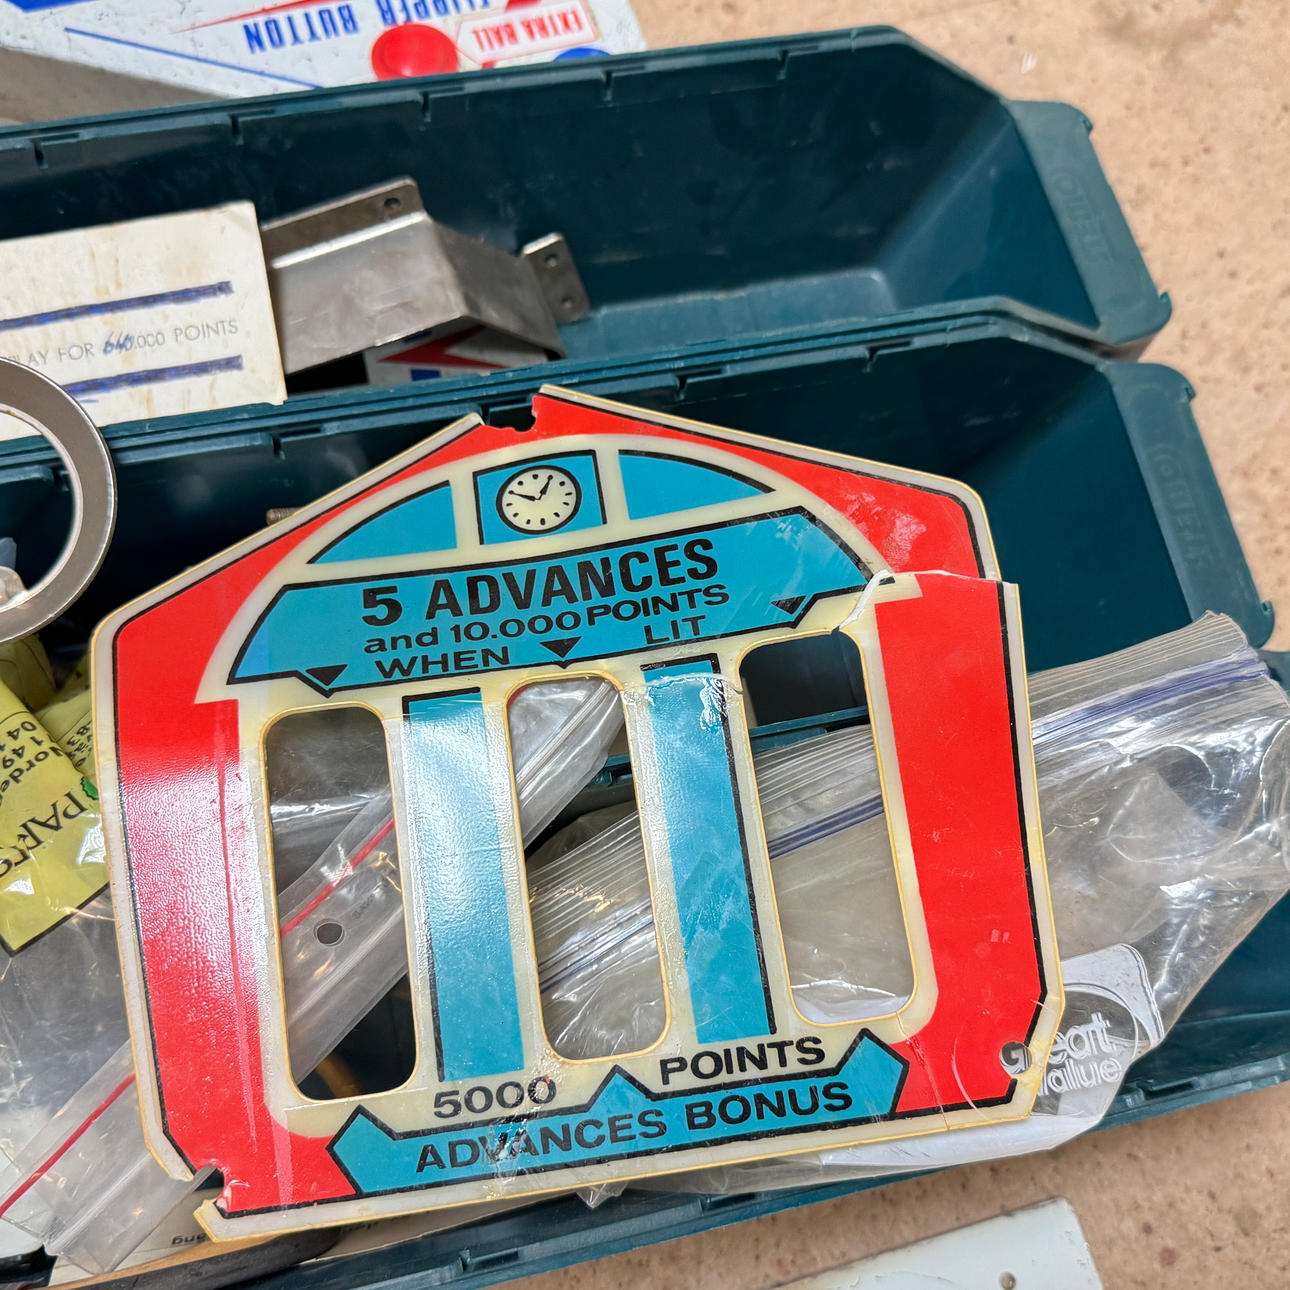 FLIPPER BUTTON
EXTRA BALL
PLAY FOR 640,000 POINTS
5 ADVANCES
and 10.000 POINTS
WHEN LIT
5000 POINTS
ADVANCES BONUS
Great
Value
PARTS